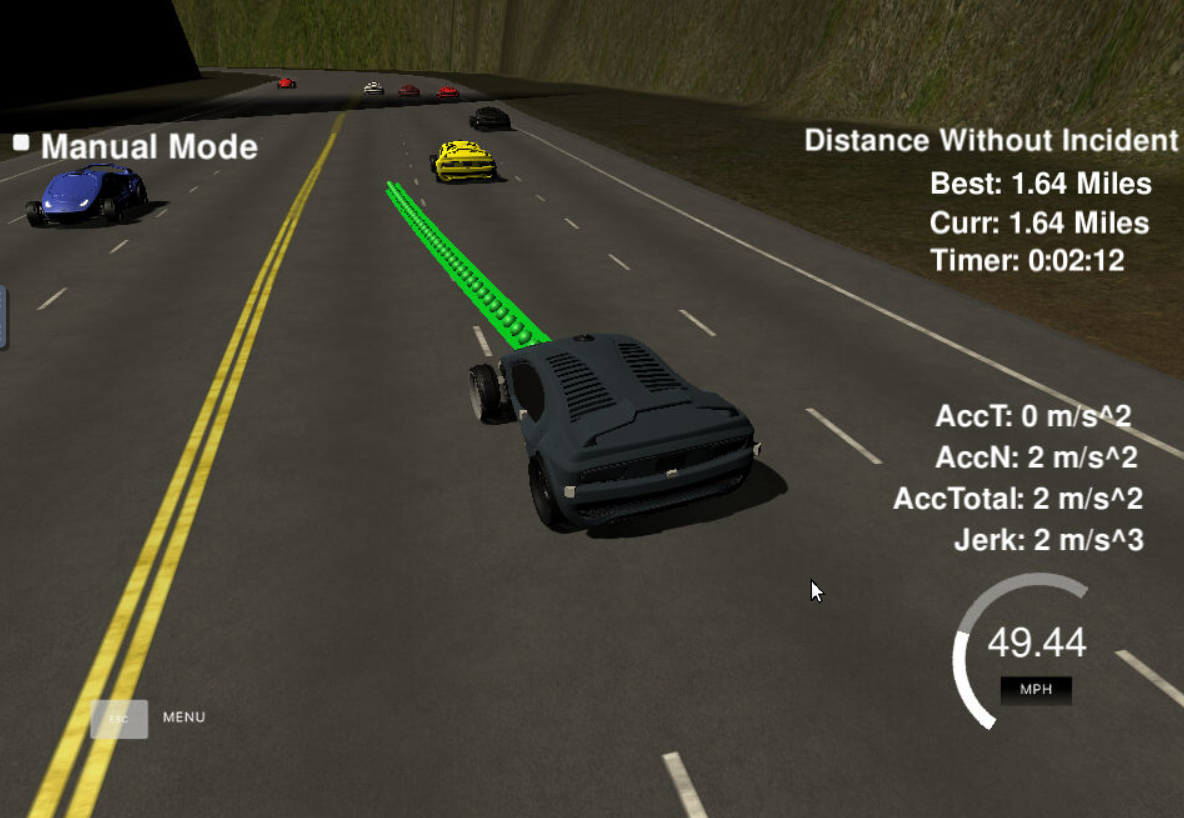 Manual Mode
Distance Without Incident
Best: 1.64 Miles
Curr: 1.64 Miles
Timer: 0:02:12
AccT: 0 m/s^2
AccN: 2 m/s^2
AccTotal: 2 m/s^2
Jerk: 2 m/s^3
49.44
MPH
ESC MENU